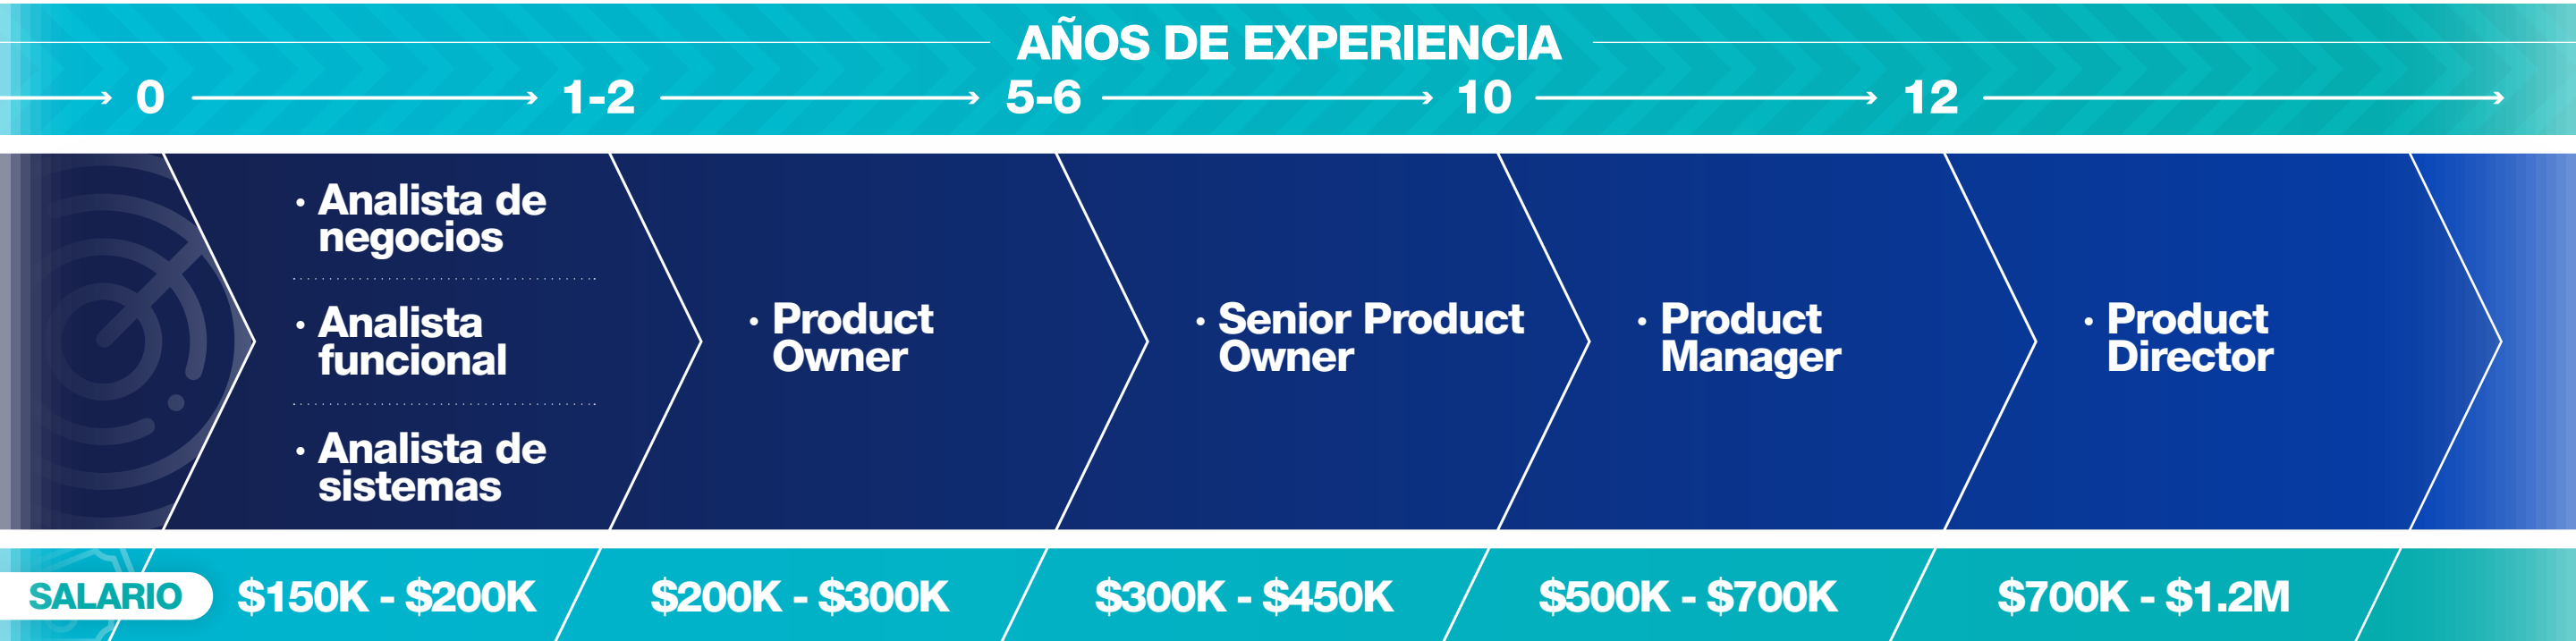 AÑOS DE EXPERIENCIA
0 1-2 5-6 10 12
· Analista de
negocios
· Analista
funcional
· Analista de
sistemas
· Product
Owner
· Senior Product
Owner
· Product
Manager
· Product
Director
SALARIO $150K - $200K $200K - $300K $300K - $450K $500K - $700K $700K - $1.2M